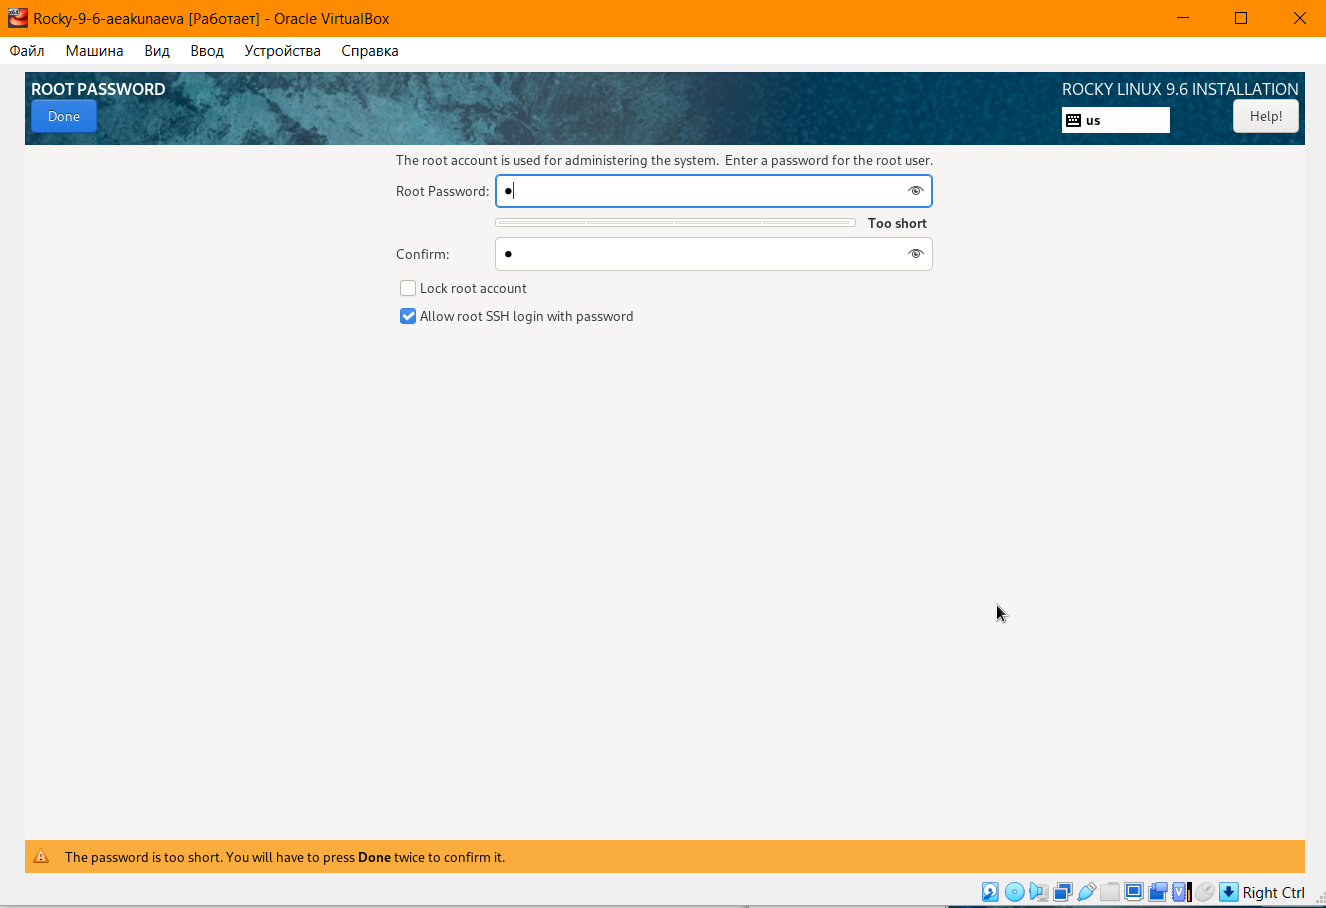 Rocky-9-6-aeakunaeva [Работает] - Oracle VirtualBox
Файл Машина Вид Ввод Устройства Справка
ROOT PASSWORD
ROCKY LINUX 9.6 INSTALLATION
Done
us
Help!
The root account is used for administering the system. Enter a password for the root user.
Root Password: ●
Too short
Confirm: ●
Lock root account
Allow root SSH login with password
The password is too short. You will have to press Done twice to confirm it.
Right Ctrl